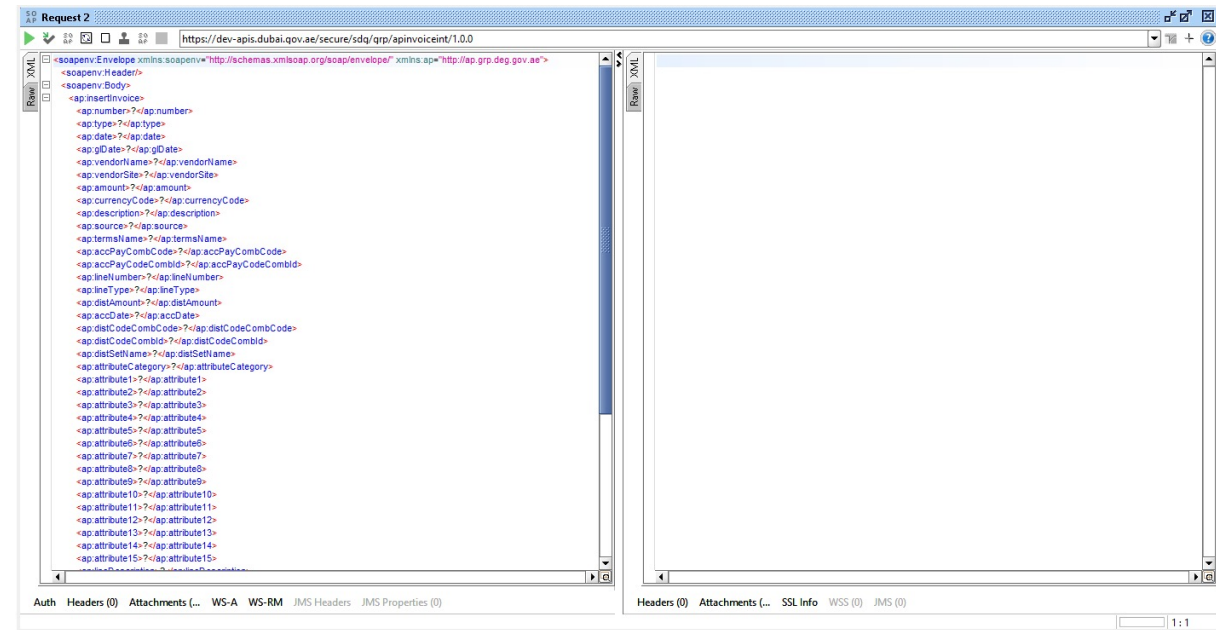 SOAP Request 2
https://dev-apis.dubai.gov.ae/secure/sdg/grp/apinvoiceint/1.0.0
XML
Raw
<soapenv:Envelope xmlns:soapenv="http://schemas.xmlsoap.org/soap/envelope/" xmlns:ap="http://ap.grp.deg.gov.ae">
<soapenv:Header/>
<soapenv:Body>
<ap:insertInvoice>
<ap:number>?</ap:number>
<ap:type>?</ap:type>
<ap:date>?</ap:date>
<ap:glDate>?</ap:glDate>
<ap:vendorName>?</ap:vendorName>
<ap:vendorSite>?</ap:vendorSite>
<ap:amount>?</ap:amount>
<ap:currencyCode>?</ap:currencyCode>
<ap:description>?</ap:description>
<ap:source>?</ap:source>
<ap:termsName>?</ap:termsName>
<ap:accPayCombCode>?</ap:accPayCombCode>
<ap:accPayCodeCombId>?</ap:accPayCodeCombId>
<ap:lineNumber>?</ap:lineNumber>
<ap:lineType>?</ap:lineType>
<ap:distAmount>?</ap:distAmount>
<ap:accDate>?</ap:accDate>
<ap:distCodeCombCode>?</ap:distCodeCombCode>
<ap:distCodeCombId>?</ap:distCodeCombId>
<ap:distSetName>?</ap:distSetName>
<ap:attributeCategory>?</ap:attributeCategory>
<ap:attribute1>?</ap:attribute1>
<ap:attribute2>?</ap:attribute2>
<ap:attribute3>?</ap:attribute3>
<ap:attribute4>?</ap:attribute4>
<ap:attribute5>?</ap:attribute5>
<ap:attribute6>?</ap:attribute6>
<ap:attribute7>?</ap:attribute7>
<ap:attribute8>?</ap:attribute8>
<ap:attribute9>?</ap:attribute9>
<ap:attribute10>?</ap:attribute10>
<ap:attribute11>?</ap:attribute11>
<ap:attribute12>?</ap:attribute12>
<ap:attribute13>?</ap:attribute13>
<ap:attribute14>?</ap:attribute14>
<ap:attribute15>?</ap:attribute15>
Auth Headers (0) Attachments (... WS-A WS-RM JMS Headers JMS Properties (0)
XML
Raw
Headers (0) Attachments (... SSL Info WSS (0) JMS (0)
1 : 1